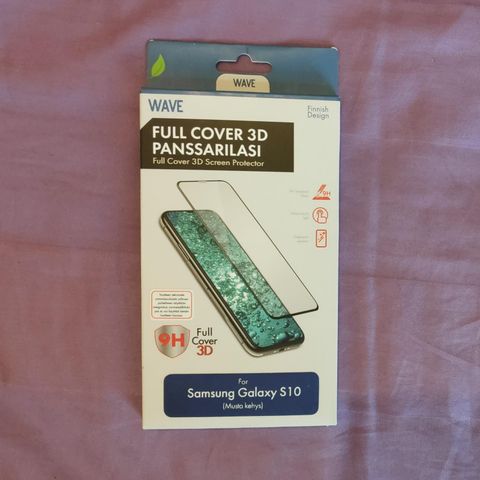 WAVE
WAVE
Finnish
Design
FULL COVER 3D
PANSSARILASI
Full Cover 3D Screen Protector
9H
9H
Full
Cover
3D
For
Samsung Galaxy S10
(Musta kehys)